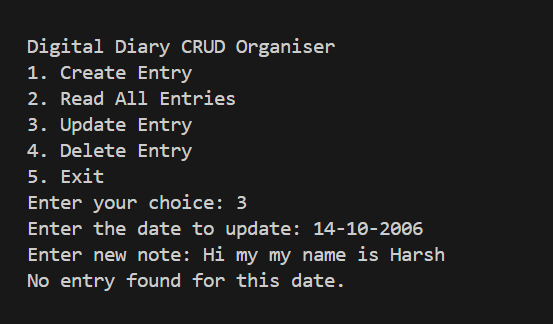 Digital Diary CRUD Organiser
1. Create Entry
2. Read All Entries
3. Update Entry
4. Delete Entry
5. Exit
Enter your choice: 3
Enter the date to update: 14-10-2006
Enter new note: Hi my my name is Harsh
No entry found for this date.